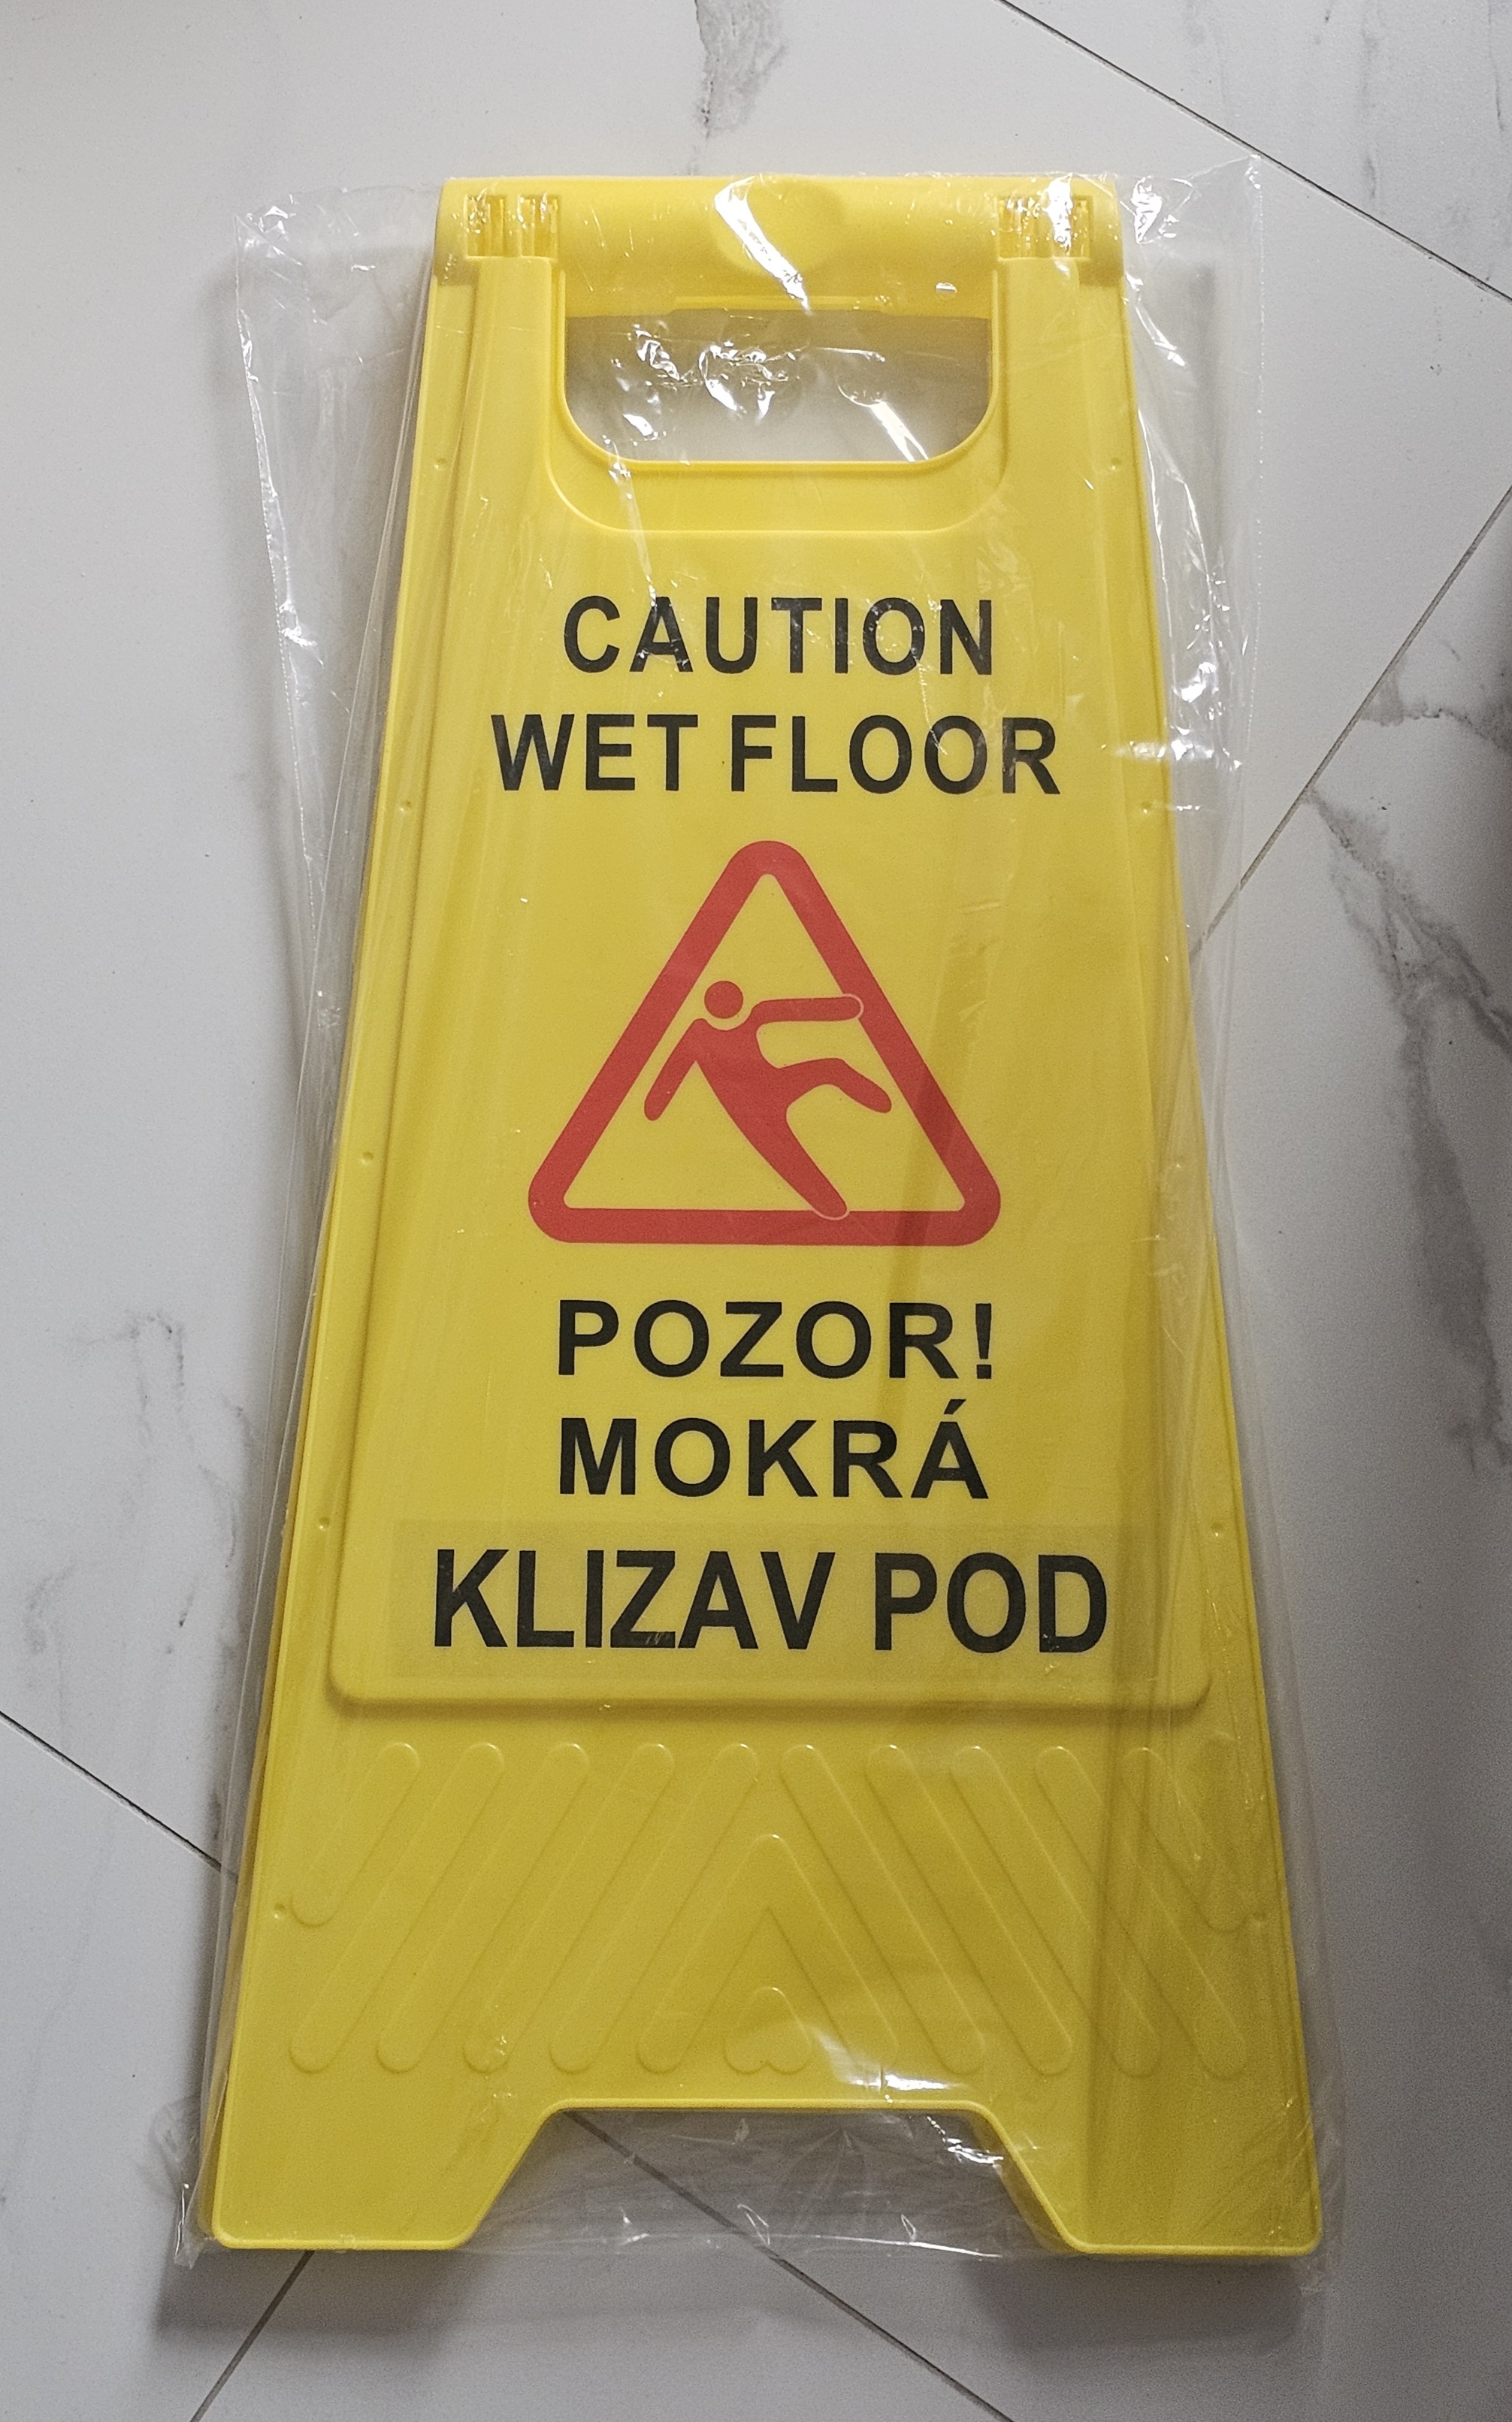 CAUTION
WET FLOOR
POZOR!
MOKRÁ
KLIZAV POD